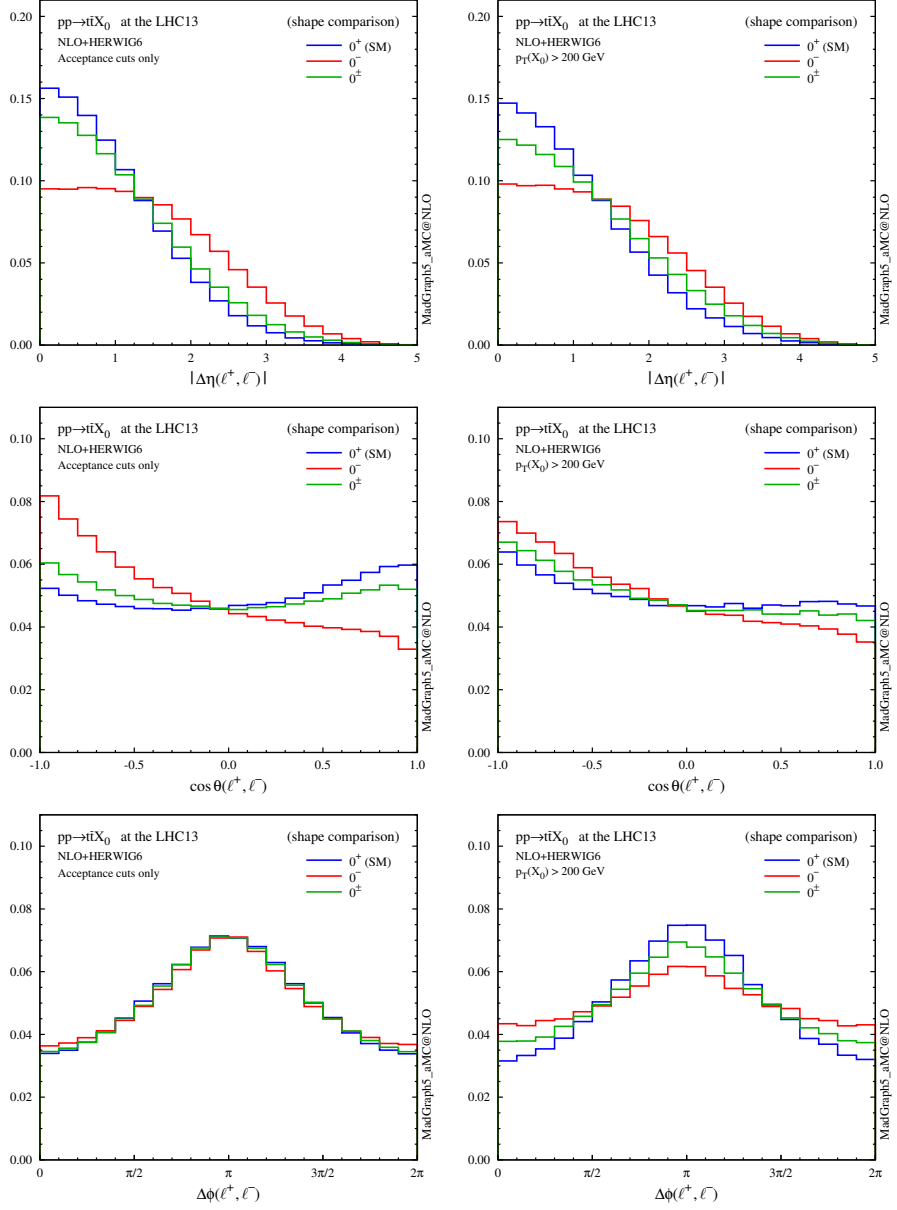 pp→tt̄X₀ at the LHC13 (shape comparison)
NLO+HERWIG6
Acceptance cuts only
0⁺ (SM)
0⁻
0±
0.20
0.15
0.10
0.05
0.00
0 1 2 3 4 5
|Δη(ℓ⁺, ℓ⁻)|
MadGraph5_aMC@NLO
pp→tt̄X₀ at the LHC13 (shape comparison)
NLO+HERWIG6
p_T(X₀) > 200 GeV
0⁺ (SM)
0⁻
0±
0.20
0.15
0.10
0.05
0.00
0 1 2 3 4 5
|Δη(ℓ⁺, ℓ⁻)|
MadGraph5_aMC@NLO
pp→tt̄X₀ at the LHC13 (shape comparison)
NLO+HERWIG6
Acceptance cuts only
0⁺ (SM)
0⁻
0±
0.10
0.08
0.06
0.04
0.02
0.00
-1.0 -0.5 0.0 0.5 1.0
cos θ(ℓ⁺, ℓ⁻)
MadGraph5_aMC@NLO
pp→tt̄X₀ at the LHC13 (shape comparison)
NLO+HERWIG6
p_T(X₀) > 200 GeV
0⁺ (SM)
0⁻
0±
0.10
0.08
0.06
0.04
0.02
0.00
-1.0 -0.5 0.0 0.5 1.0
cos θ(ℓ⁺, ℓ⁻)
MadGraph5_aMC@NLO
pp→tt̄X₀ at the LHC13 (shape comparison)
NLO+HERWIG6
Acceptance cuts only
0⁺ (SM)
0⁻
0±
0.10
0.08
0.06
0.04
0.02
0.00
0 π/2 π 3π/2 2π
Δϕ(ℓ⁺, ℓ⁻)
MadGraph5_aMC@NLO
pp→tt̄X₀ at the LHC13 (shape comparison)
NLO+HERWIG6
p_T(X₀) > 200 GeV
0⁺ (SM)
0⁻
0±
0.10
0.08
0.06
0.04
0.02
0.00
0 π/2 π 3π/2 2π
Δϕ(ℓ⁺, ℓ⁻)
MadGraph5_aMC@NLO